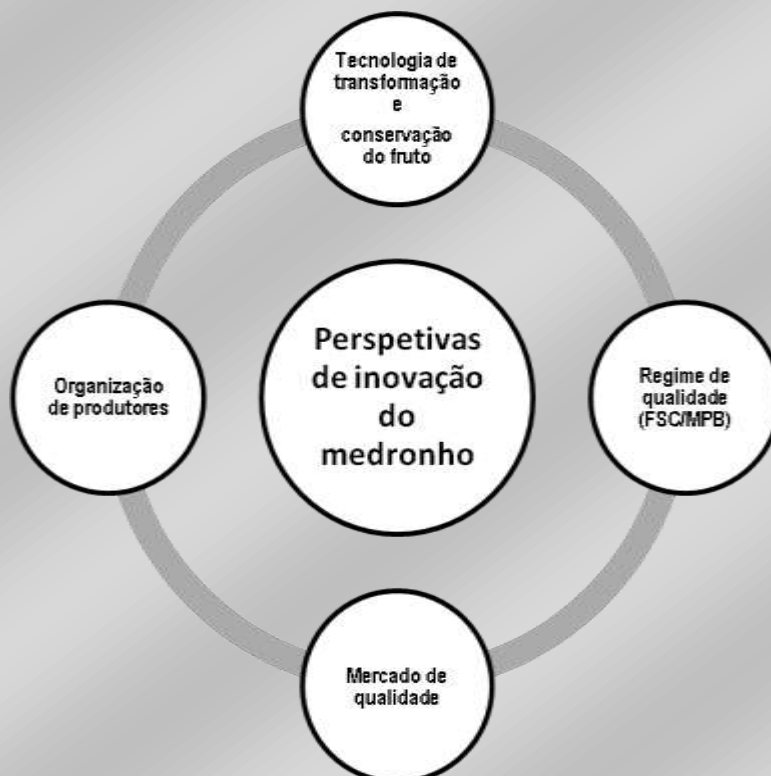 Tecnologia de
transformação
e
conservação
do fruto
Organização
de produtores
Perspetivas
de inovação
do
medronho
Regime de
qualidade
(FSC/MPB)
Mercado de
qualidade